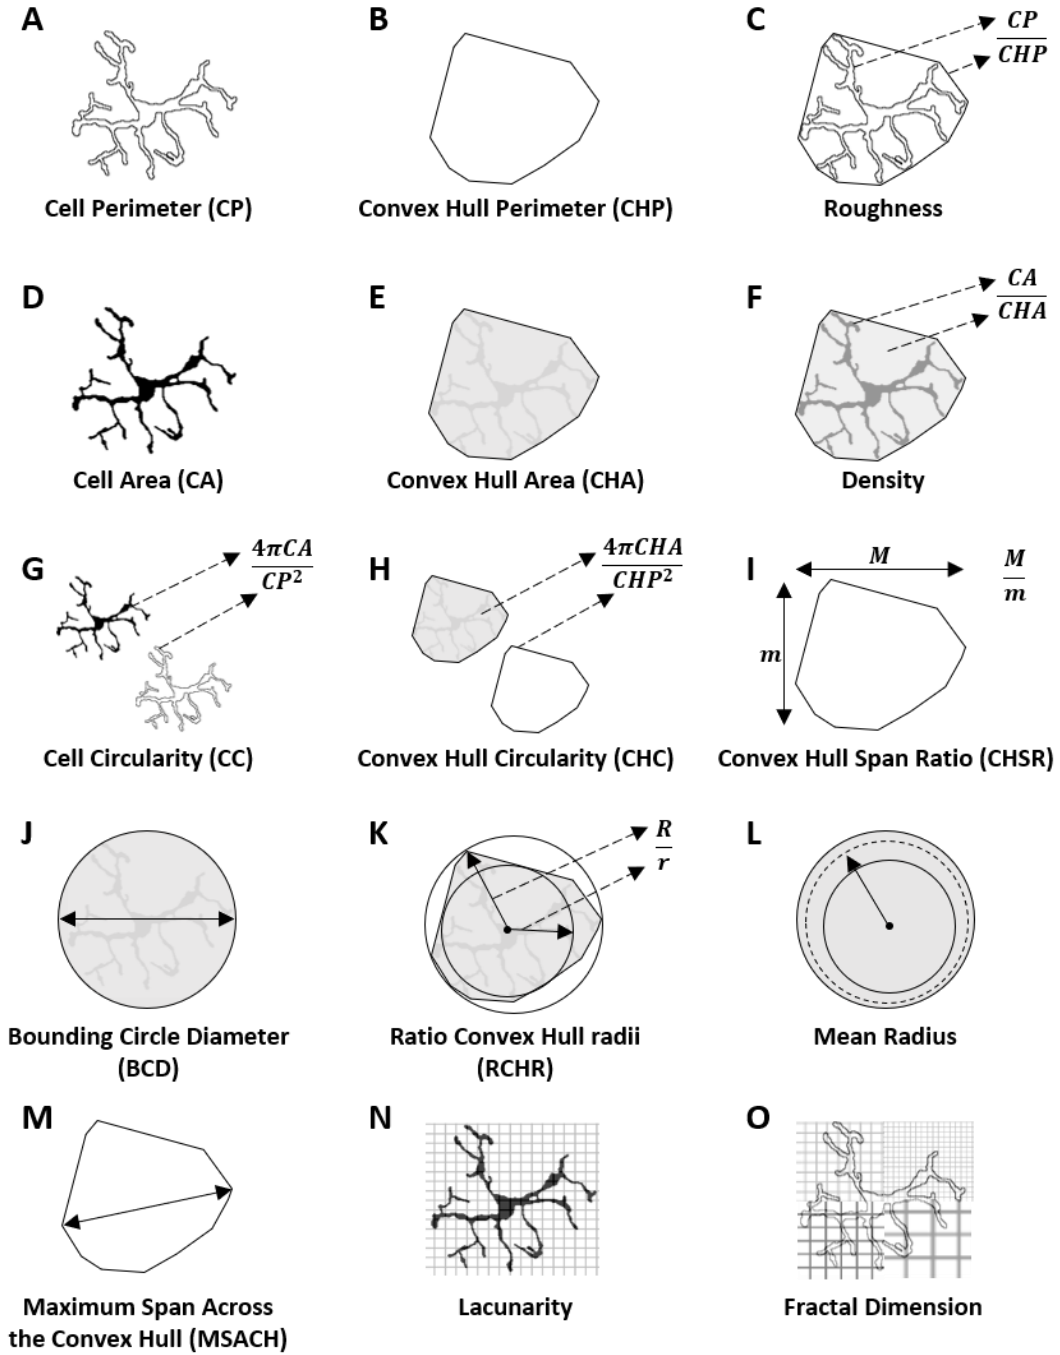 A
Cell Perimeter (CP)
B
Convex Hull Perimeter (CHP)
C
CP
CHP
Roughness
D
Cell Area (CA)
E
Convex Hull Area (CHA)
F
CA
CHA
Density
G
4πCA
CP²
Cell Circularity (CC)
H
4πCHA
CHP²
Convex Hull Circularity (CHC)
I
M
m
M
m
Convex Hull Span Ratio (CHSR)
J
Bounding Circle Diameter
(BCD)
K
R
r
Ratio Convex Hull radii
(RCHR)
L
Mean Radius
M
Maximum Span Across
the Convex Hull (MSACH)
N
Lacunarity
O
Fractal Dimension